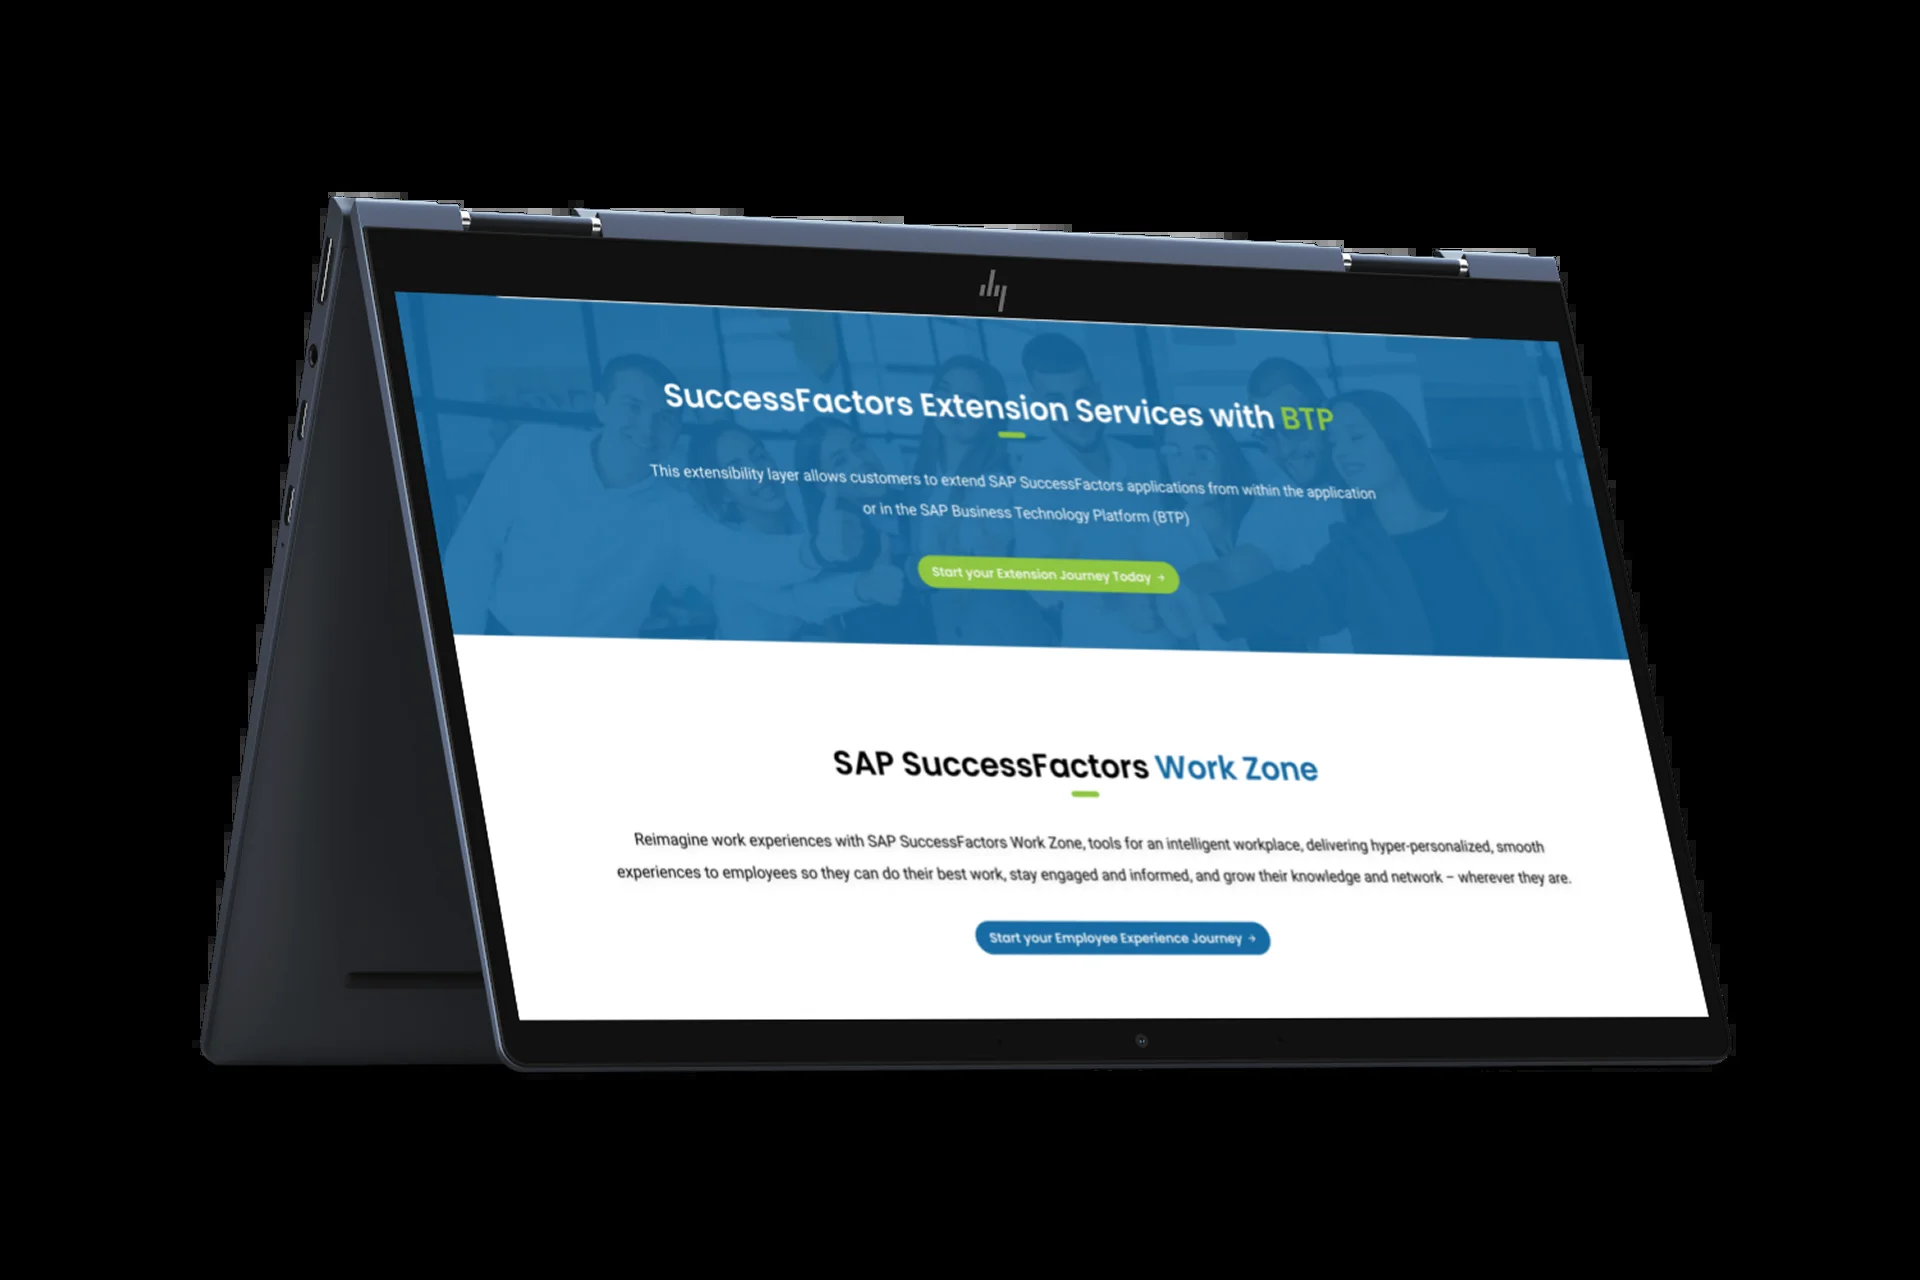 SuccessFactors Extension Services with BTP
This extensibility layer allows customers to extend SAP SuccessFactors applications from within the application
or in the SAP Business Technology Platform (BTP)
Start your Extension Journey Today →
SAP SuccessFactors Work Zone
Reimagine work experiences with SAP SuccessFactors Work Zone, tools for an intelligent workplace, delivering hyper-personalized, smooth
experiences to employees so they can do their best work, stay engaged and informed, and grow their knowledge and network – wherever they are.
Start your Employee Experience Journey →